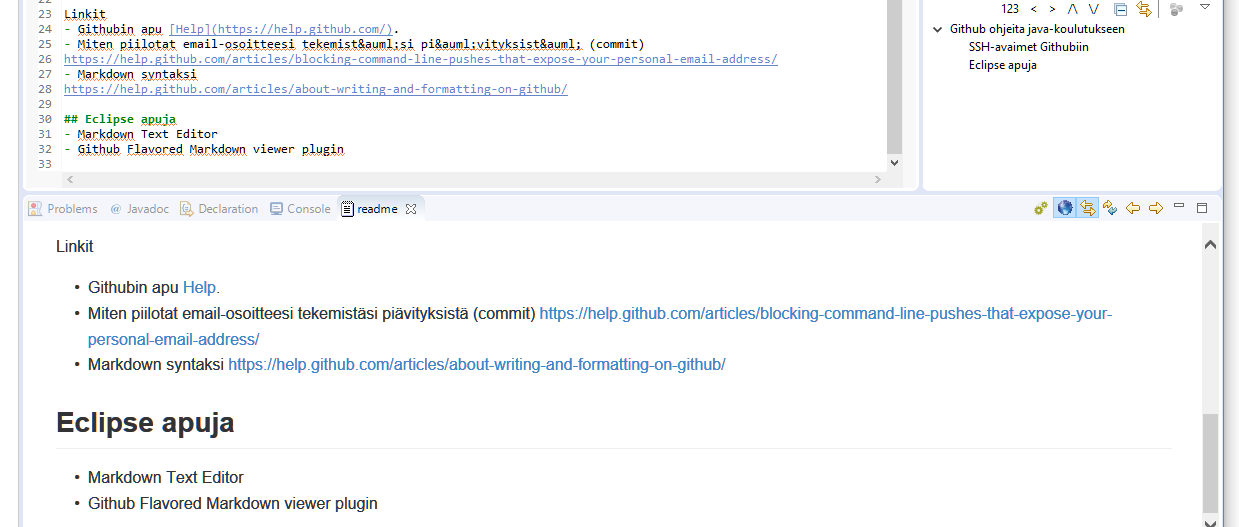 22
23 Linkit
24 - Githubin apu [Help](https://help.github.com/).
25 - Miten piilotat email-osoitteesi tekemist&auml;si pi&auml;vityksist&auml; (commit)
26 https://help.github.com/articles/blocking-command-line-pushes-that-expose-your-personal-email-address/
27 - Markdown syntaksi
28 https://help.github.com/articles/about-writing-and-formatting-on-github/
29
30 ## Eclipse apuja
31 - Markdown Text Editor
32 - Github Flavored Markdown viewer plugin
33
123
Github ohjeita java-koulutukseen
SSH-avaimet Githubiin
Eclipse apuja
Problems @ Javadoc Declaration Console readme
Linkit
• Githubin apu Help.
• Miten piilotat email-osoitteesi tekemistäsi piävityksistä (commit) https://help.github.com/articles/blocking-command-line-pushes-that-expose-your-
personal-email-address/
• Markdown syntaksi https://help.github.com/articles/about-writing-and-formatting-on-github/
Eclipse apuja
• Markdown Text Editor
• Github Flavored Markdown viewer plugin